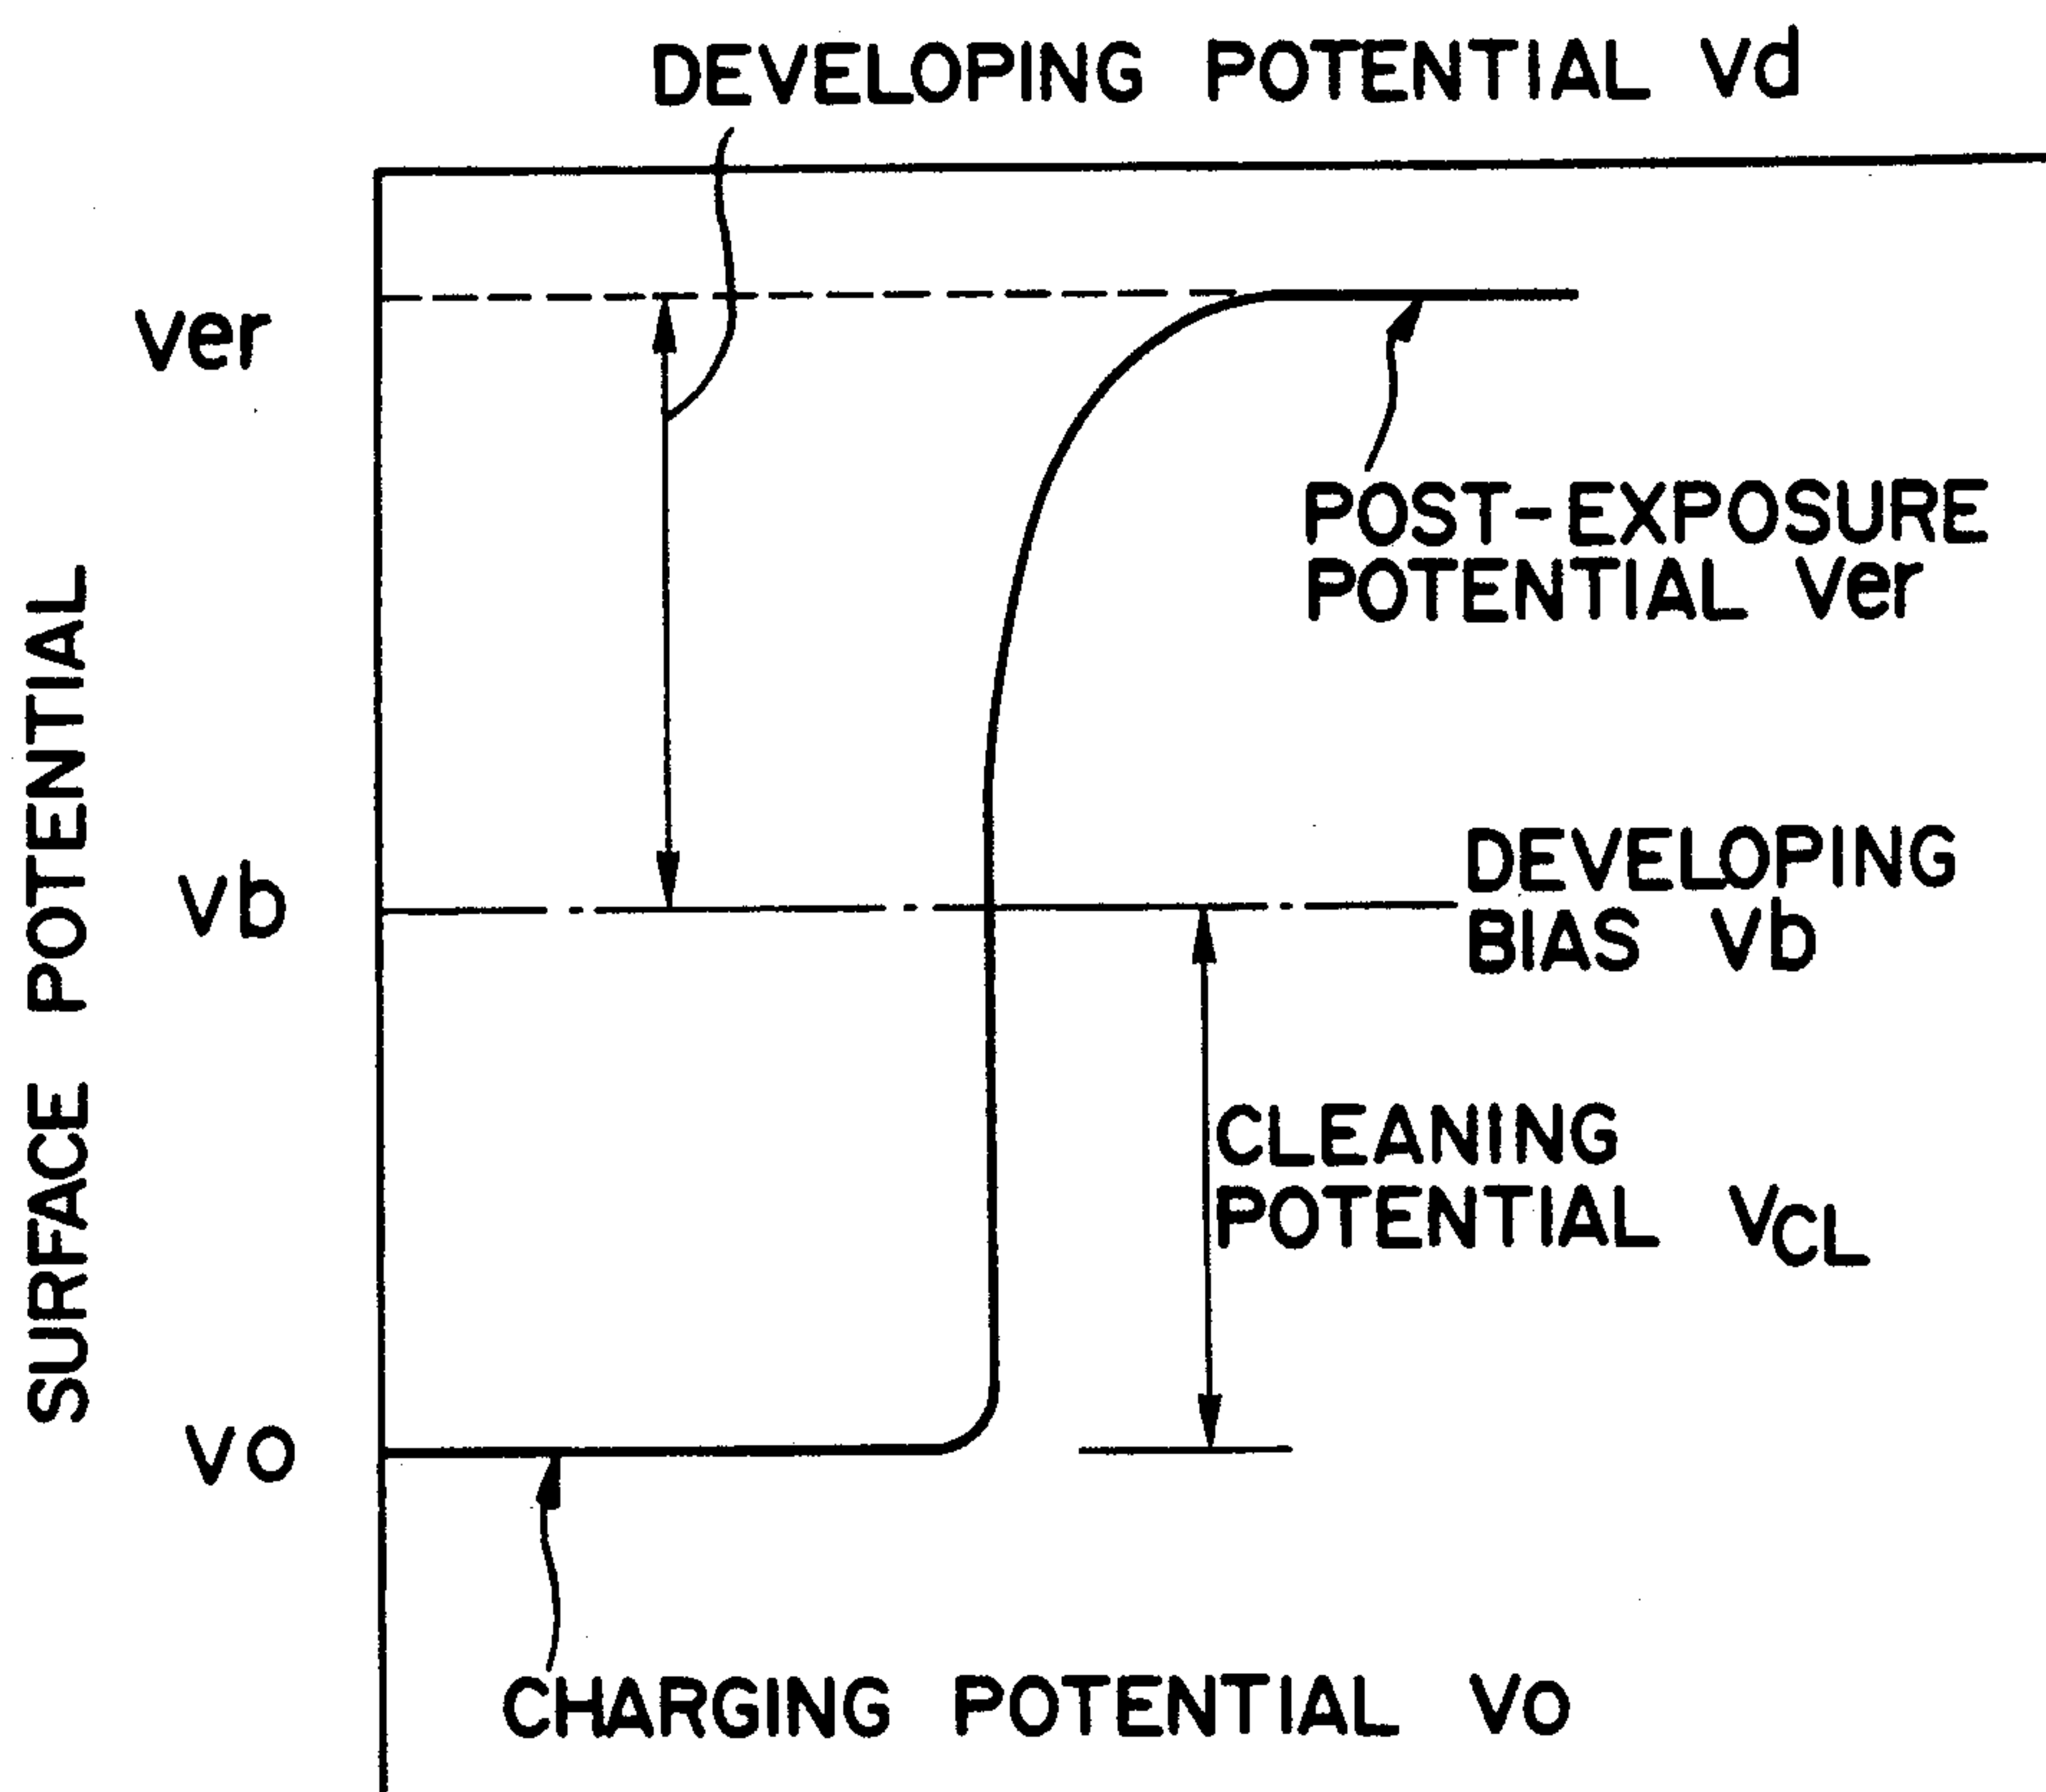 DEVELOPING POTENTIAL Vd
Ver
POST-EXPOSURE
POTENTIAL Ver
SURFACE POTENTIAL
Vb
DEVELOPING
BIAS Vb
CLEANING
POTENTIAL VCL
Vo
CHARGING POTENTIAL Vo